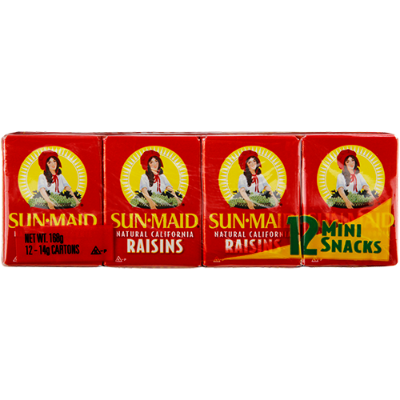 SUN-MAID
NET WT. 168g
12-14g CARTONS
SUN-MAID
NATURAL CALIFORNIA
RAISINS
SUN-MAID
RAISINS
12 MINI
SNACKS